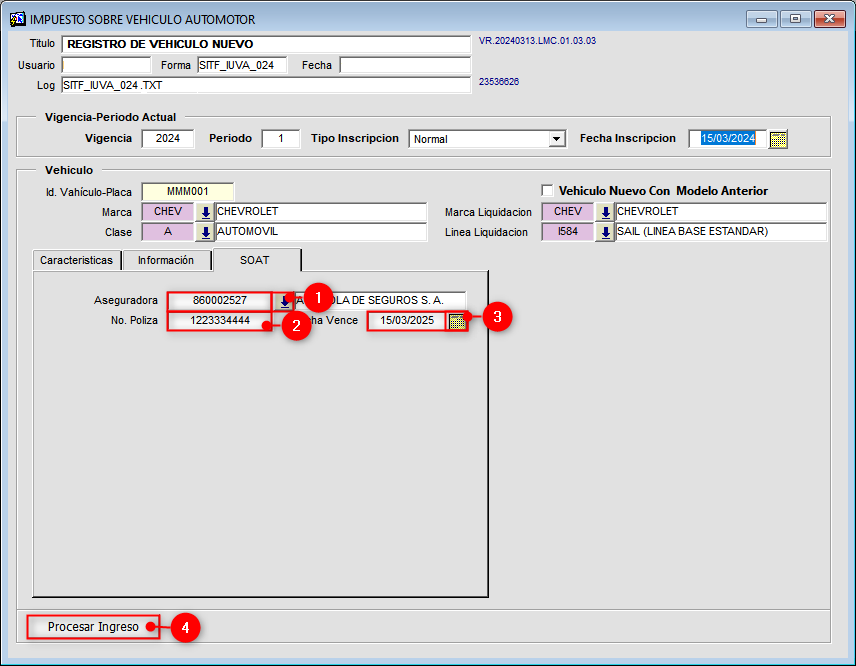 IMPUESTO SOBRE VEHICULO AUTOMOTOR
Titulo REGISTRO DE VEHICULO NUEVO VR.20240313.LMC.01.03.03
Usuario Forma SITF_IUVA_024 Fecha
Log SITF_IUVA_024.TXT 23536626
Vigencia-Periodo Actual
Vigencia 2024 Periodo 1 Tipo Inscripcion Normal Fecha Inscripcion 15/03/2024
Vehiculo
Id. Vahículo-Placa MMM001 Vehiculo Nuevo Con Modelo Anterior
Marca CHEV CHEVROLET Marca Liquidacion CHEV CHEVROLET
Clase A AUTOMOVIL Linea Liquidacion I584 SAIL (LINEA BASE ESTANDAR)
Caracteristicas Información SOAT
Aseguradora 860002527 1 DE SEGUROS S. A.
No. Poliza 1223334444 2 Vence 15/03/2025 3
Procesar Ingreso 4